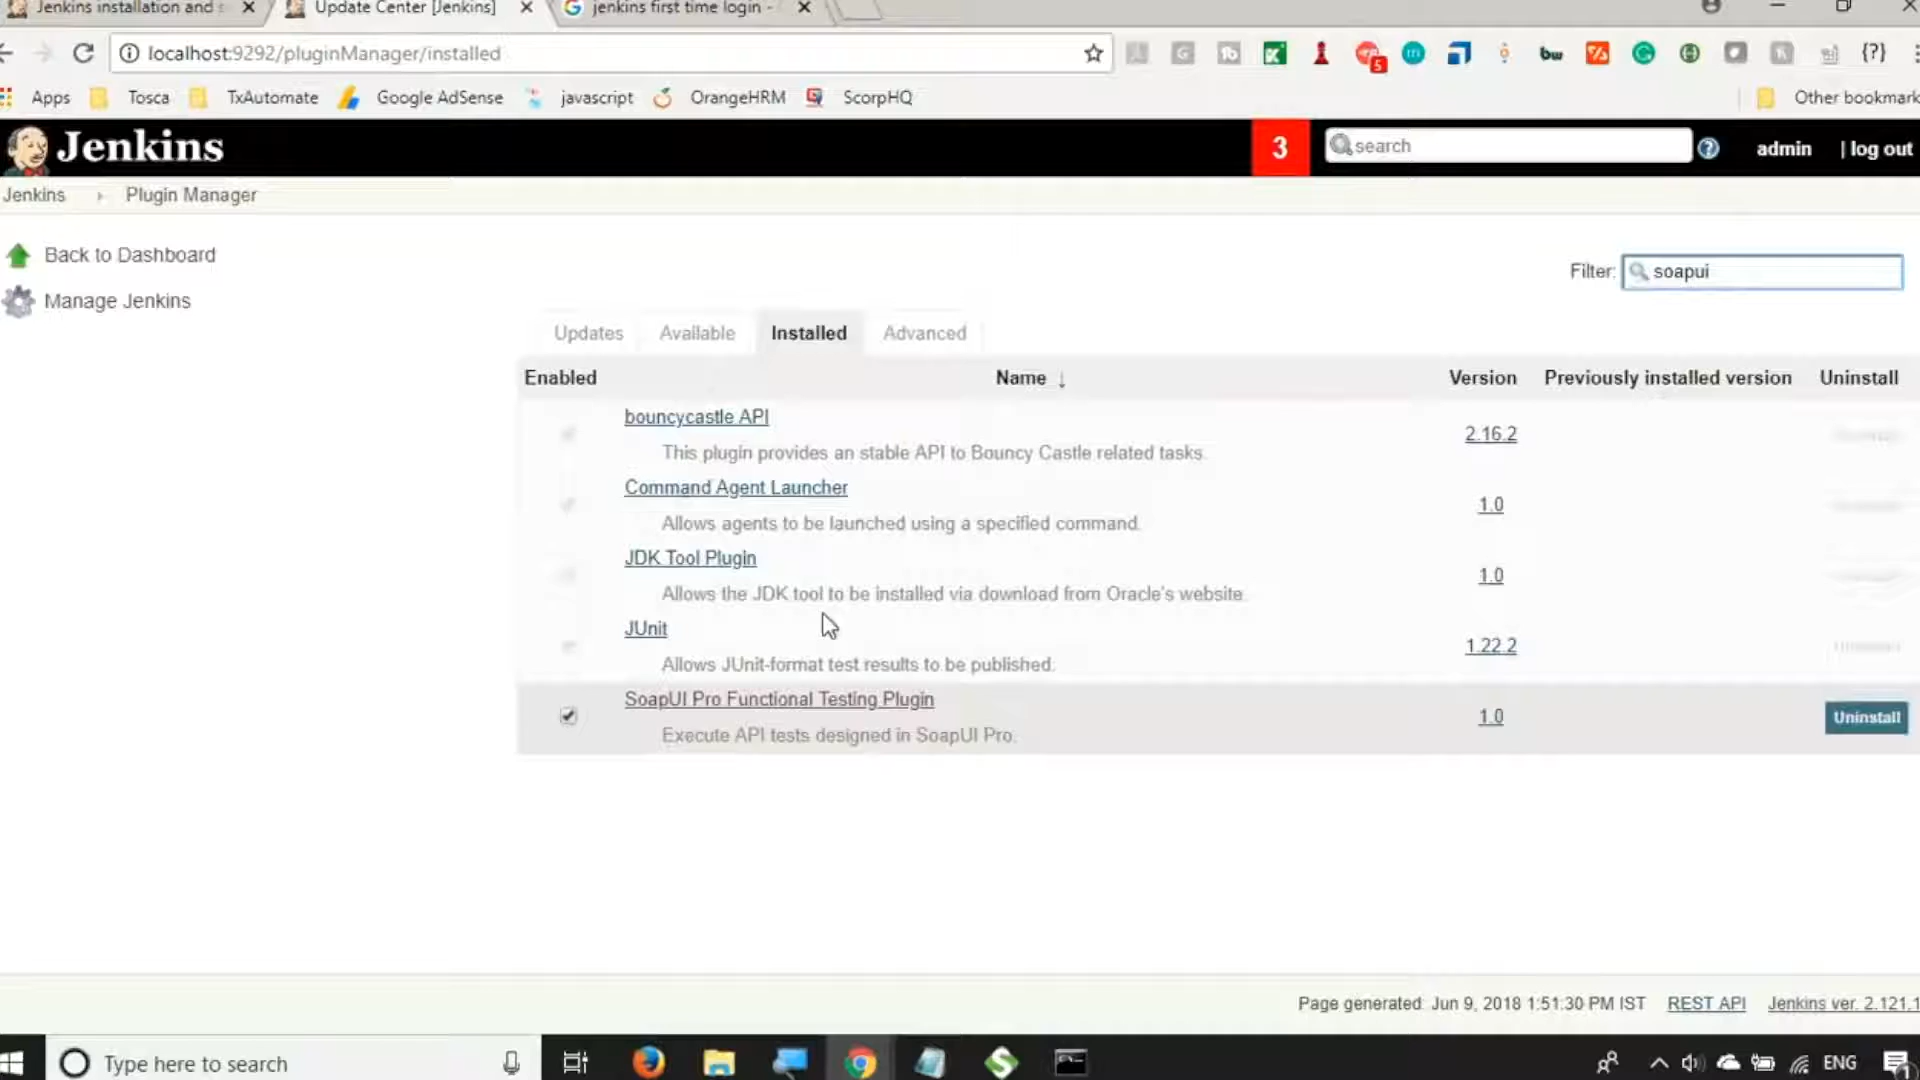 Jenkins installation and s
Update Center [Jenkins]
jenkins first time login -
localhost:9292/pluginManager/installed
5
bw
{?}
Apps
Tosca
TxAutomate
Google AdSense
javascript
OrangeHRM
ScorpHQ
Other bookmark
Jenkins
3
search
admin
| log out
Jenkins
Plugin Manager
Back to Dashboard
Manage Jenkins
Filter:
soapui
Updates
Available
Installed
Advanced
Enabled
Name ↓
Version
Previously installed version
Uninstall
bouncycastle API
This plugin provides an stable API to Bouncy Castle related tasks.
2.16.2
Command Agent Launcher
Allows agents to be launched using a specified command.
1.0
JDK Tool Plugin
Allows the JDK tool to be installed via download from Oracle's website.
1.0
JUnit
Allows JUnit-format test results to be published.
1.22.2
SoapUI Pro Functional Testing Plugin
Execute API tests designed in SoapUI Pro.
1.0
Uninstall
Page generated: Jun 9, 2018 1:51:30 PM IST
REST API
Jenkins ver. 2.121.1
Type here to search
ENG
1